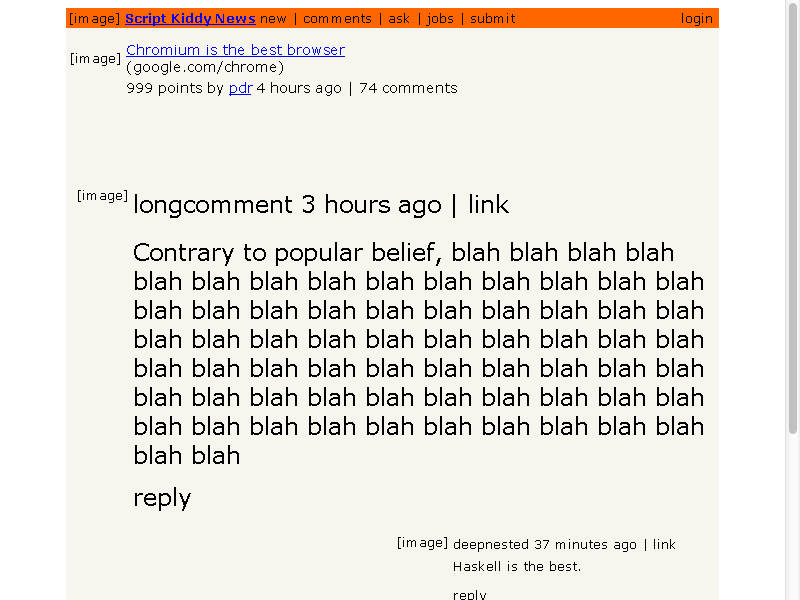 [image] Script Kiddy News new | comments | ask | jobs | submit login
[image] Chromium is the best browser
(google.com/chrome)
999 points by pdr 4 hours ago | 74 comments
[image] longcomment 3 hours ago | link
Contrary to popular belief, blah blah blah blah
blah blah blah blah blah blah blah blah blah blah
blah blah blah blah blah blah blah blah blah blah
blah blah blah blah blah blah blah blah blah blah
blah blah blah blah blah blah blah blah blah blah
blah blah blah blah blah blah blah blah blah blah
blah blah blah blah blah blah blah blah blah blah
blah blah
reply
[image] deepnested 37 minutes ago | link
Haskell is the best.
reply